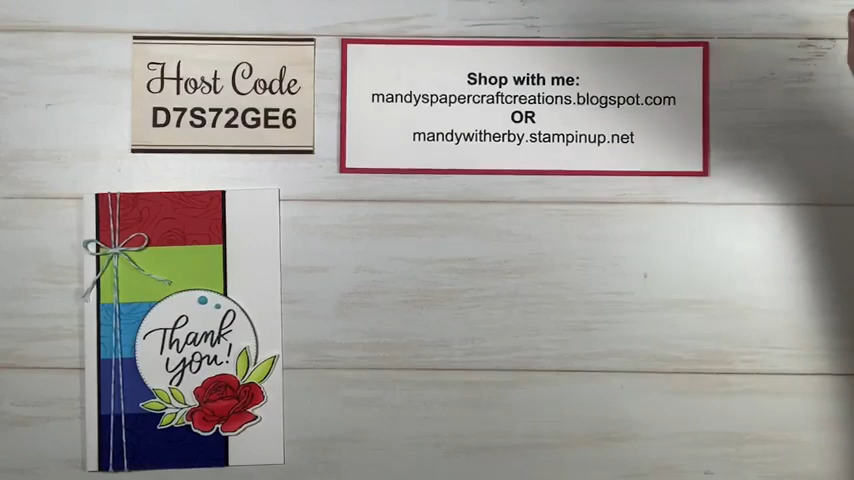 Host Code
D7S72GE6
Shop with me:
mandyspapercraftcreations.blogspot.com
OR
mandywitherby.stampinup.net
Thank
you!